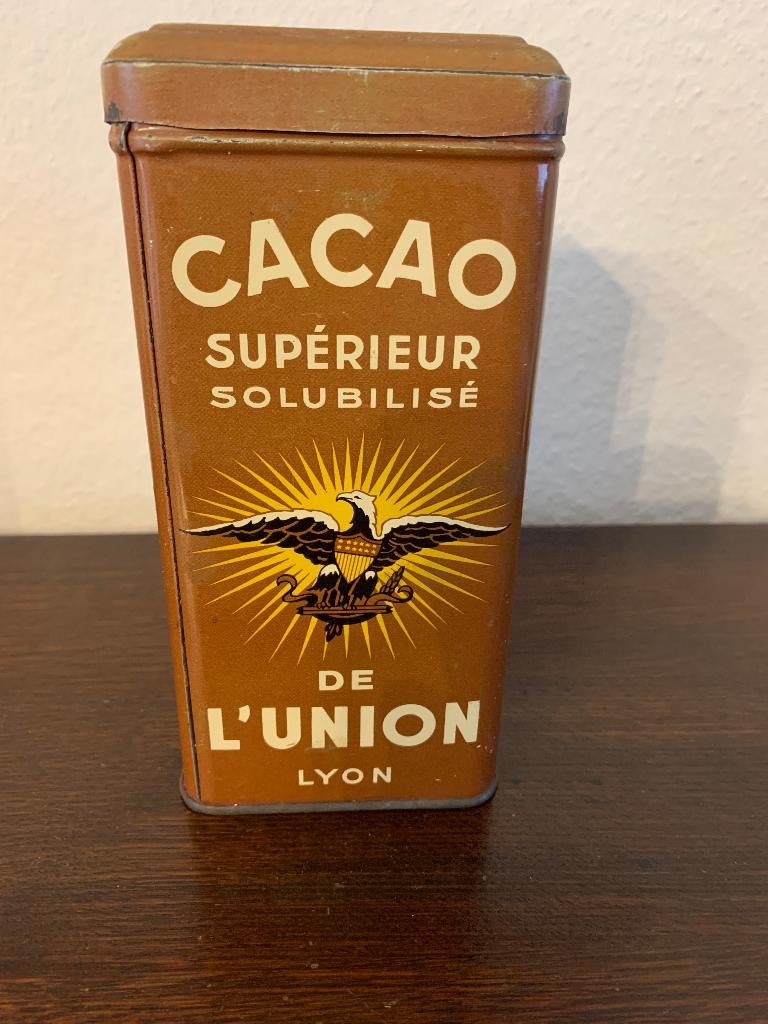 CACAO
SUPÉRIEUR
SOLUBILISÉ
DE
L'UNION
LYON